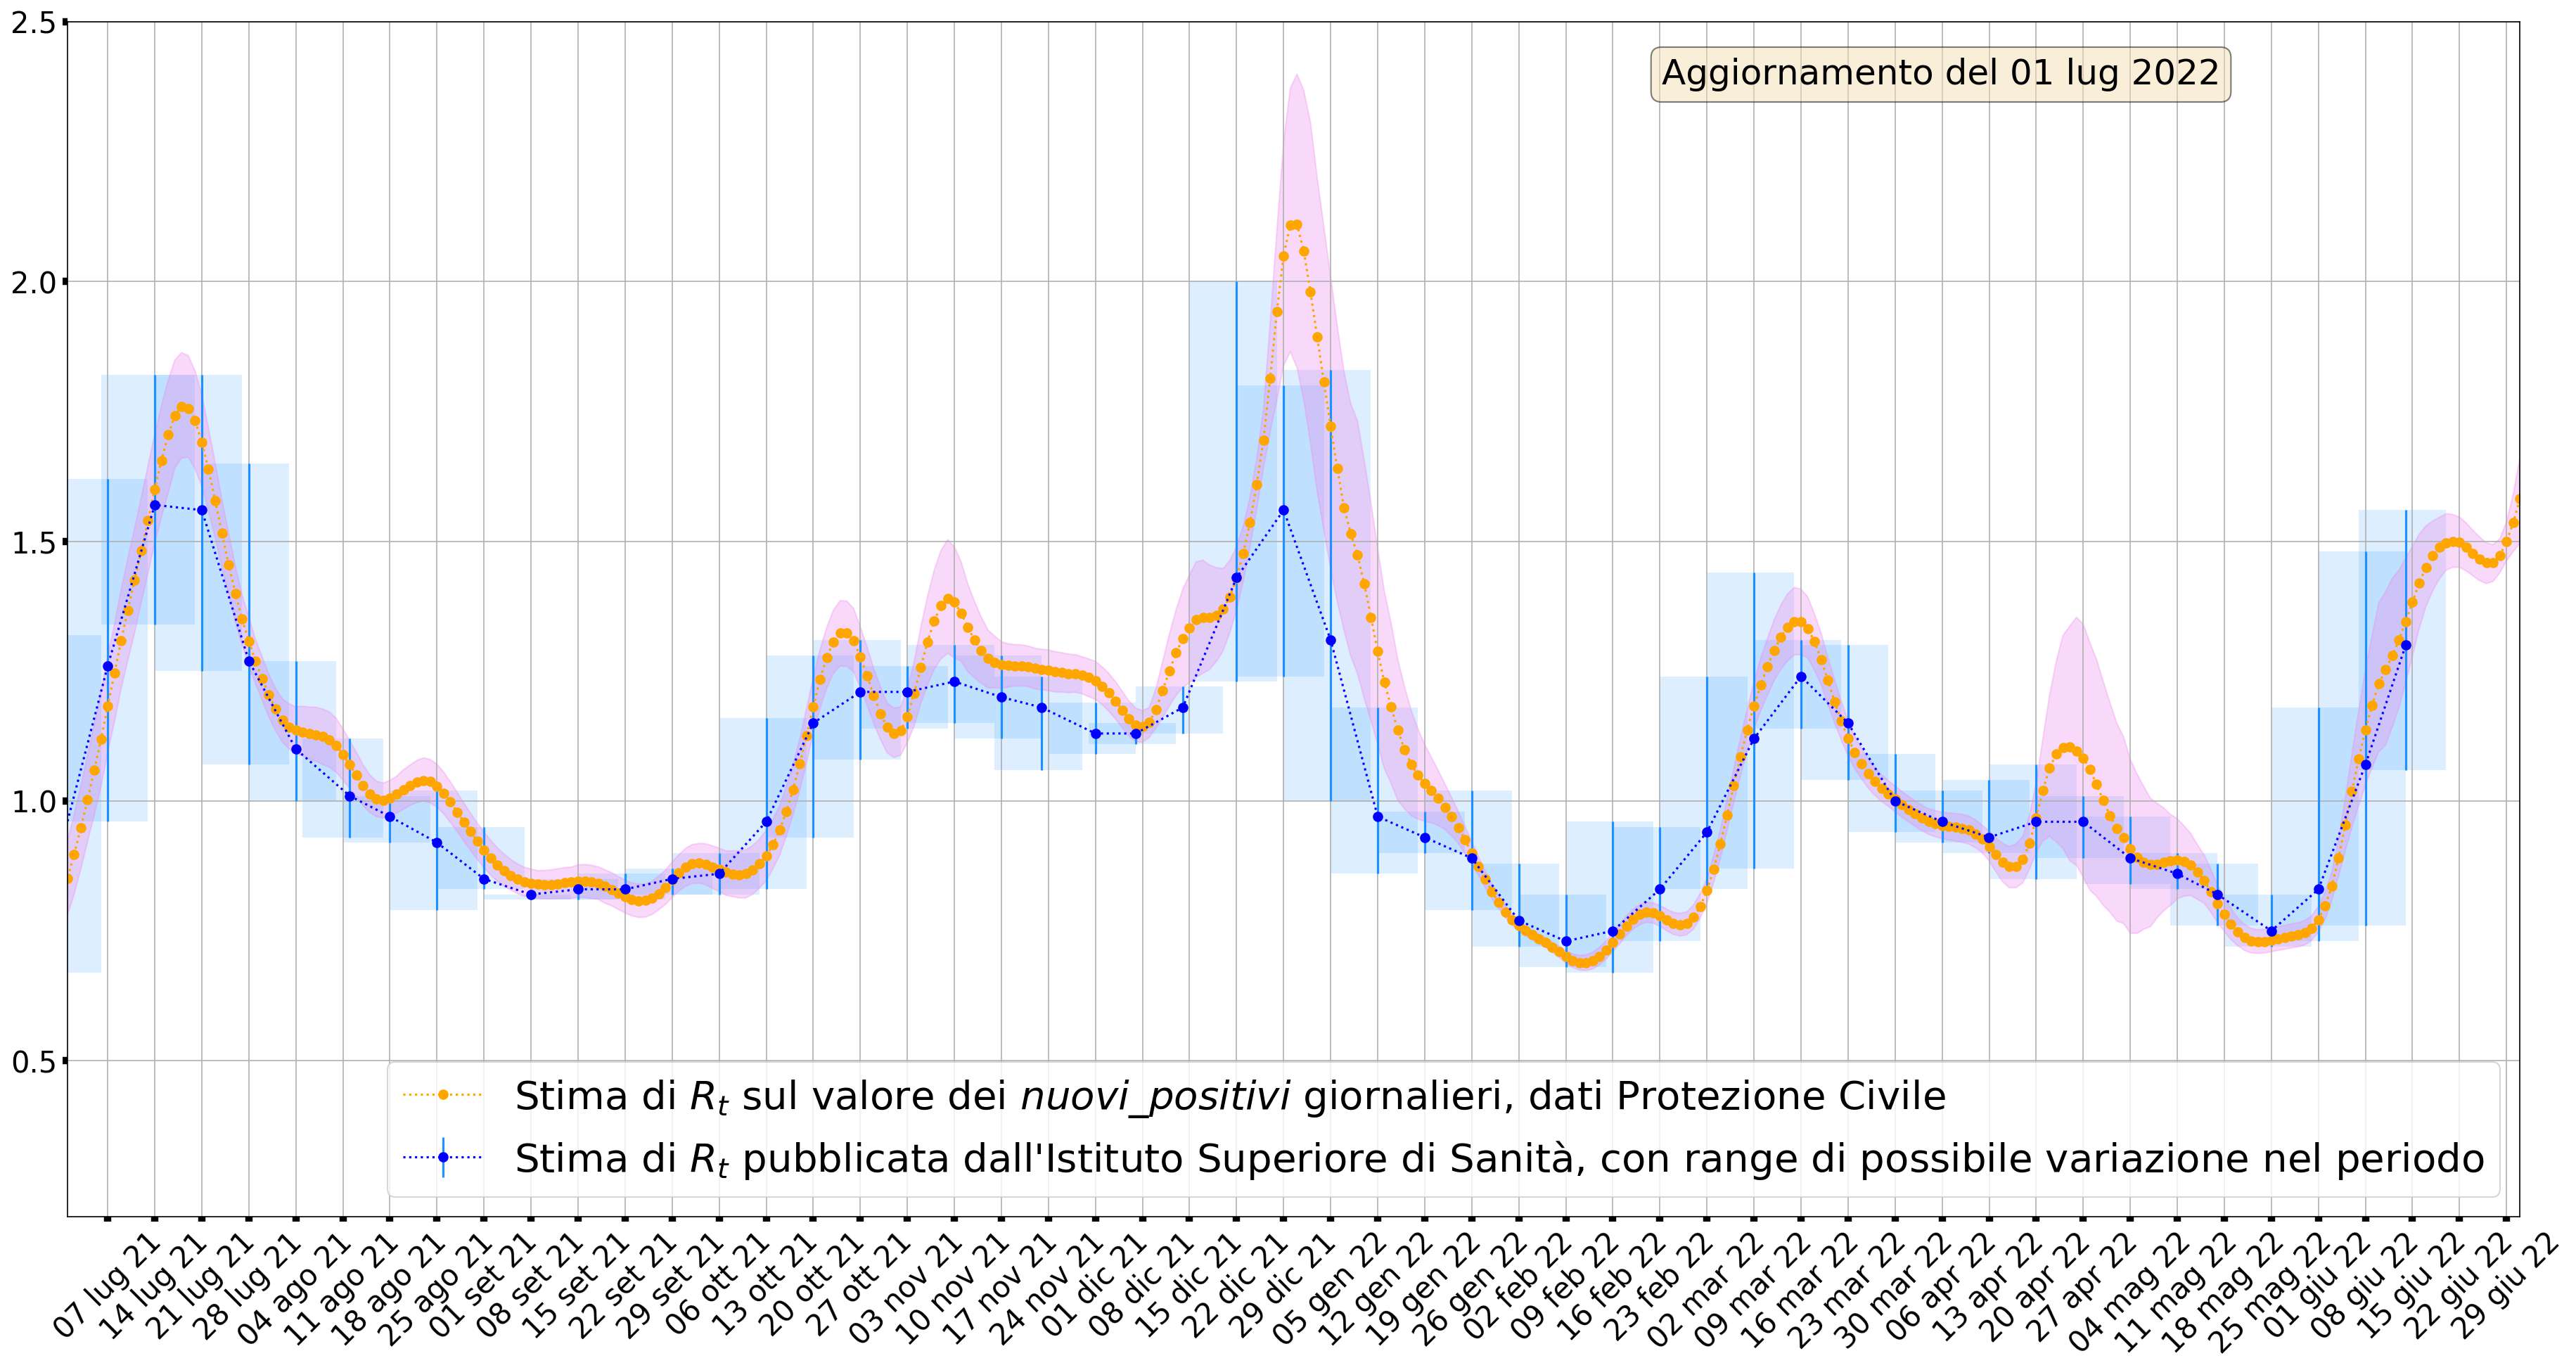 2.5
2.0
1.5
1.0
0.5
Aggiornamento del 01 lug 2022
Stima di Rt sul valore dei nuovi_positivi giornalieri, dati Protezione Civile
Stima di Rt pubblicata dall'Istituto Superiore di Sanità, con range di possibile variazione nel periodo
07 lug 21
14 lug 21
21 lug 21
28 lug 21
04 ago 21
11 ago 21
18 ago 21
25 ago 21
01 set 21
08 set 21
15 set 21
22 set 21
29 set 21
06 ott 21
13 ott 21
20 ott 21
27 ott 21
03 nov 21
10 nov 21
17 nov 21
24 nov 21
01 dic 21
08 dic 21
15 dic 21
22 dic 21
29 dic 21
05 gen 22
12 gen 22
19 gen 22
26 gen 22
02 feb 22
09 feb 22
16 feb 22
23 feb 22
02 mar 22
09 mar 22
16 mar 22
23 mar 22
30 mar 22
06 apr 22
13 apr 22
20 apr 22
27 apr 22
04 mag 22
11 mag 22
18 mag 22
25 mag 22
01 giu 22
08 giu 22
15 giu 22
22 giu 22
29 giu 22